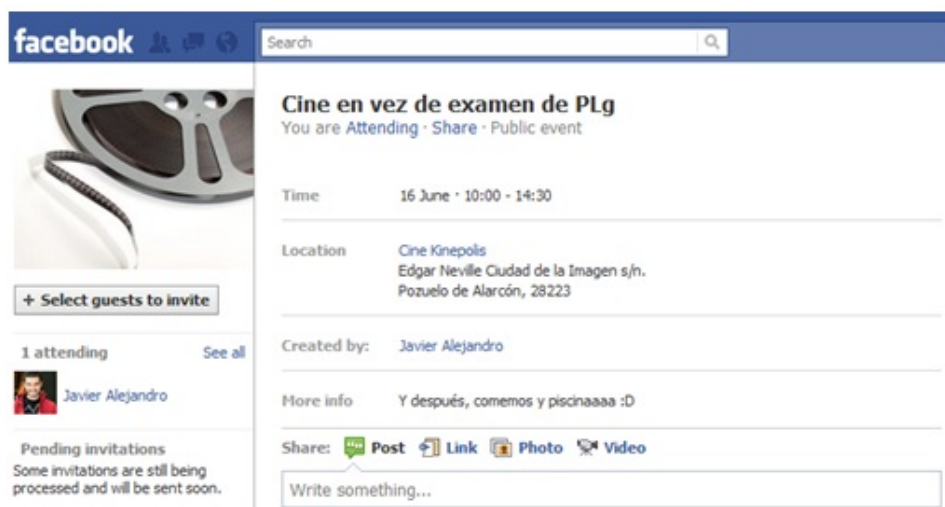 facebook
Search
Cine en vez de examen de PLg
You are Attending · Share · Public event
Time 16 June · 10:00 - 14:30
Location Cine Kinepolis
Edgar Neville Ciudad de la Imagen s/n.
Pozuelo de Alarcón, 28223
+ Select guests to invite
Created by: Javier Alejandro
1 attending See all
Javier Alejandro
More info Y después, comemos y piscinaaaa :D
Pending invitations
Some invitations are still being
processed and will be sent soon.
Share: Post Link Photo Video
Write something...